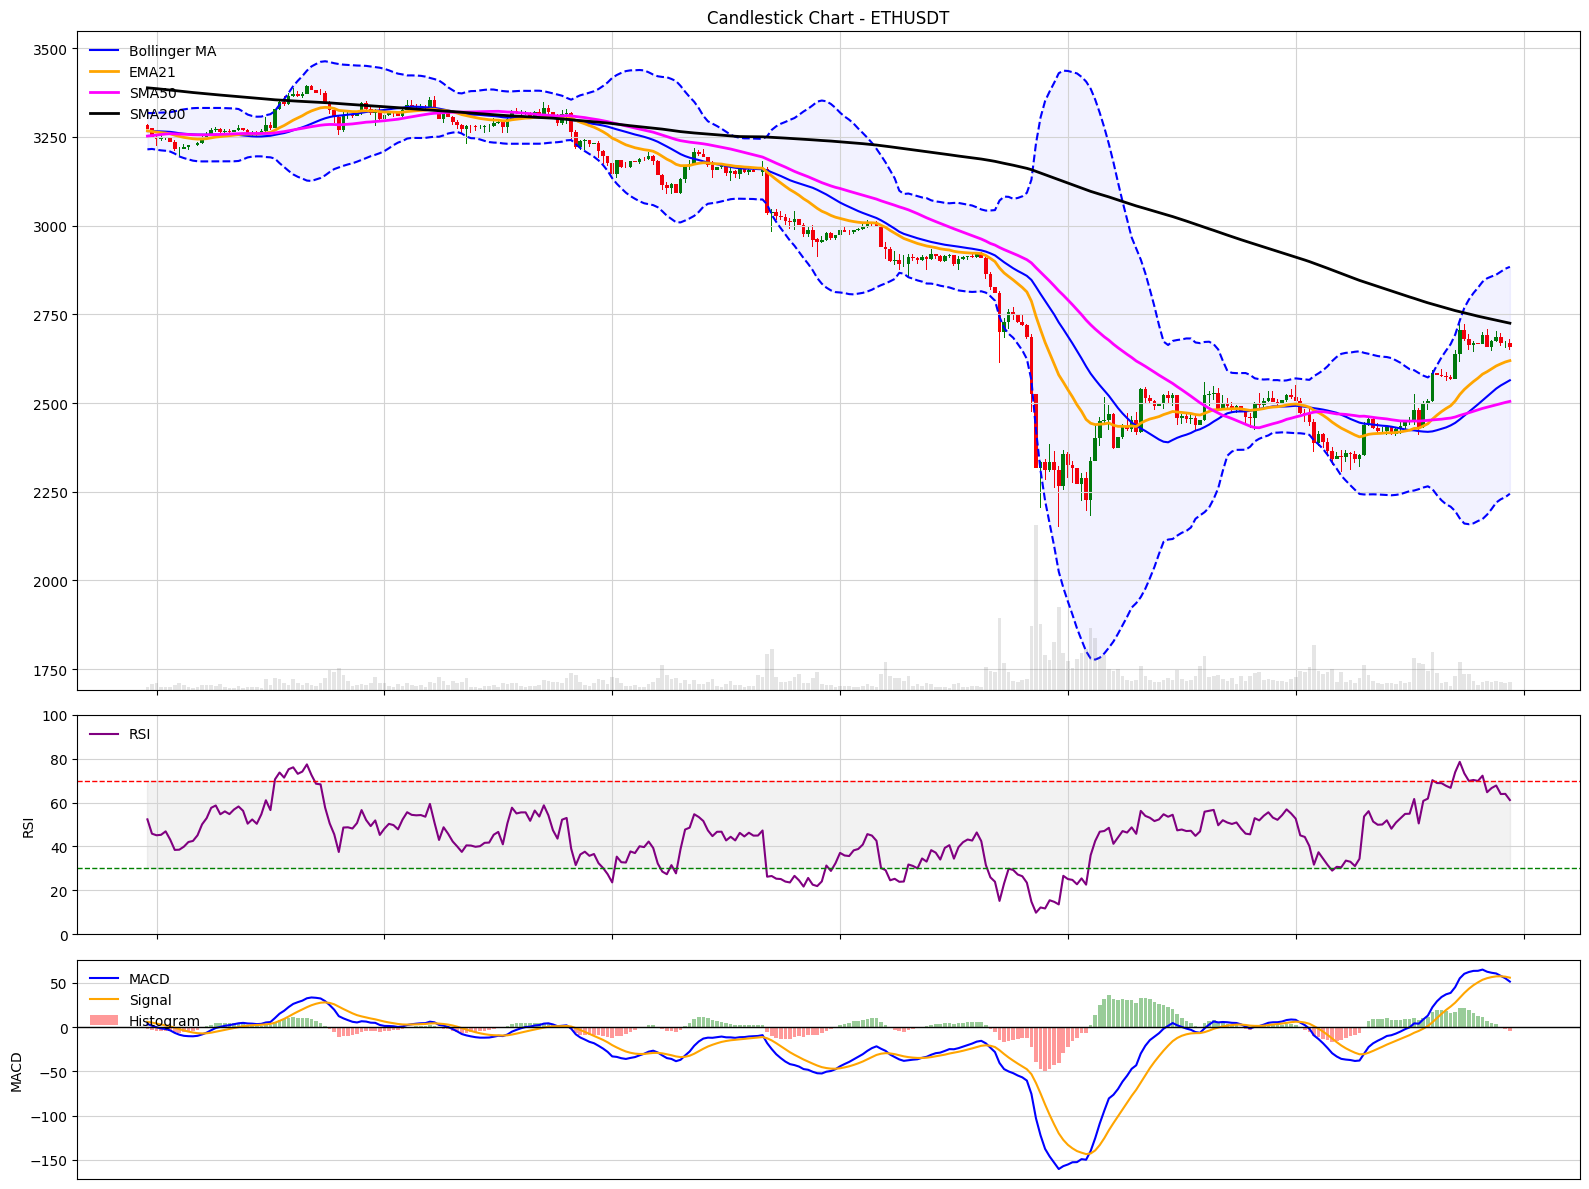 Candlestick Chart - ETHUSDT
3500
3250
3000
2750
2500
2250
2000
1750
Bollinger MA
EMA21
SMA50
SMA200
100
80
60
40
20
0
RSI
RSI
50
0
−50
−100
−150
MACD
MACD
Signal
Histogram